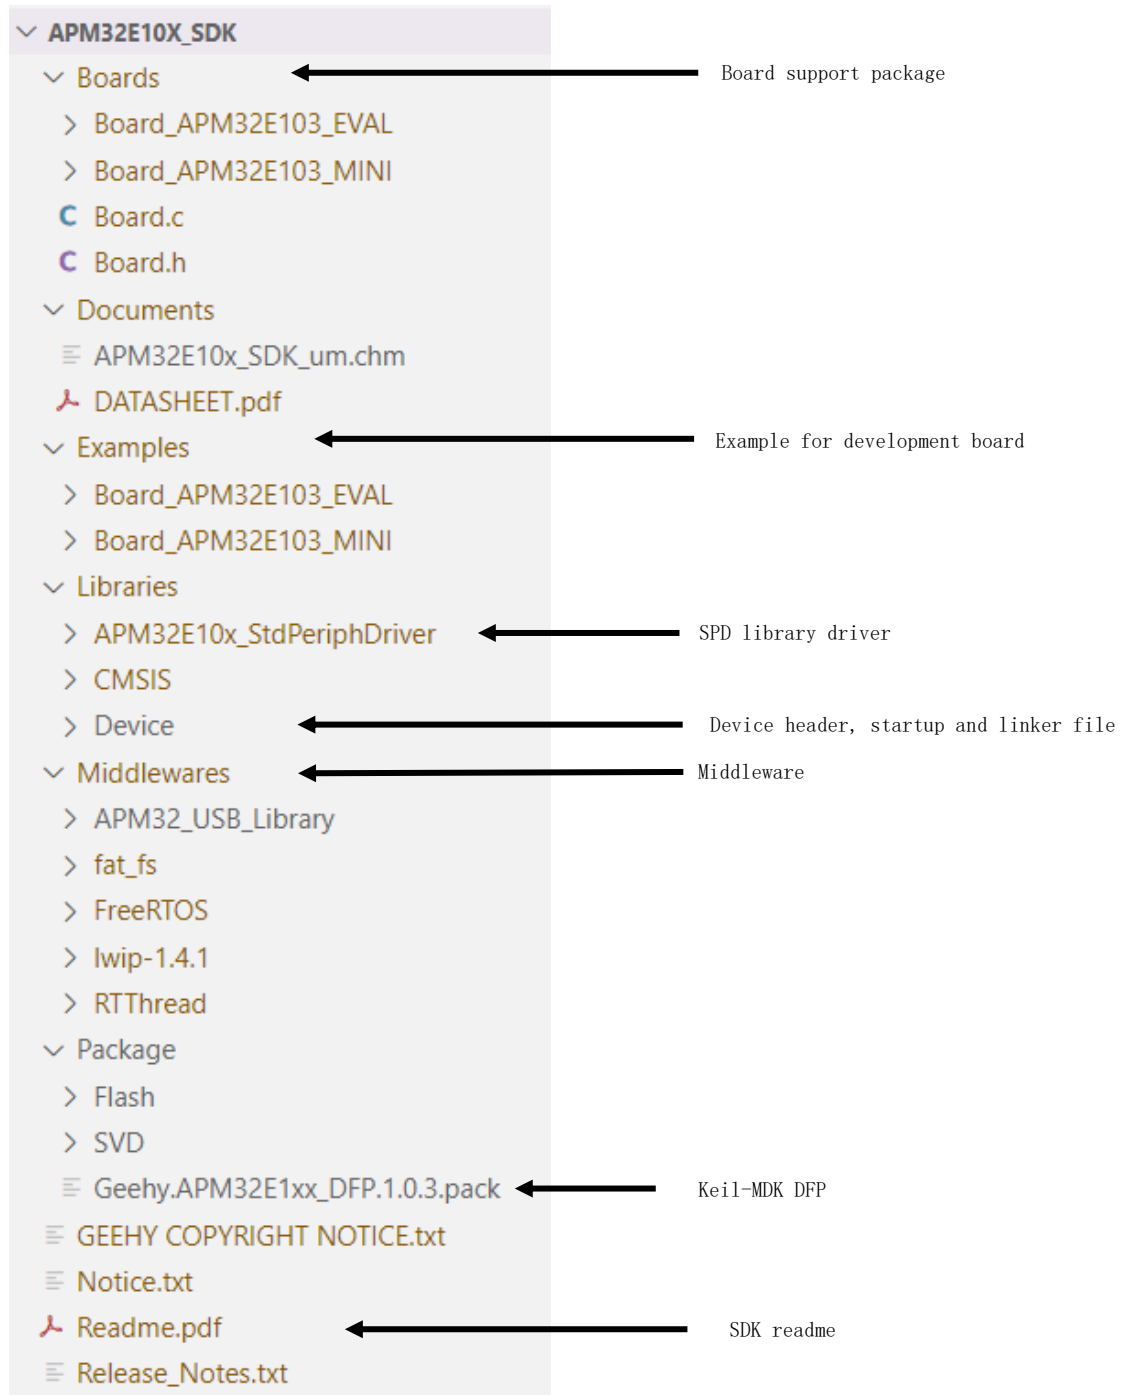 APM32E10X_SDK
Boards
Board support package
Board_APM32E103_EVAL
Board_APM32E103_MINI
Board.c
Board.h
Documents
APM32E10x_SDK_um.chm
DATASHEET.pdf
Examples
Example for development board
Board_APM32E103_EVAL
Board_APM32E103_MINI
Libraries
APM32E10x_StdPeriphDriver
SPD library driver
CMSIS
Device
Device header, startup and linker file
Middlewares
Middleware
APM32_USB_Library
fat_fs
FreeRTOS
lwip-1.4.1
RTThread
Package
Flash
SVD
Geehy.APM32E1xx_DFP.1.0.3.pack
Keil-MDK DFP
GEEHY COPYRIGHT NOTICE.txt
Notice.txt
Readme.pdf
SDK readme
Release_Notes.txt